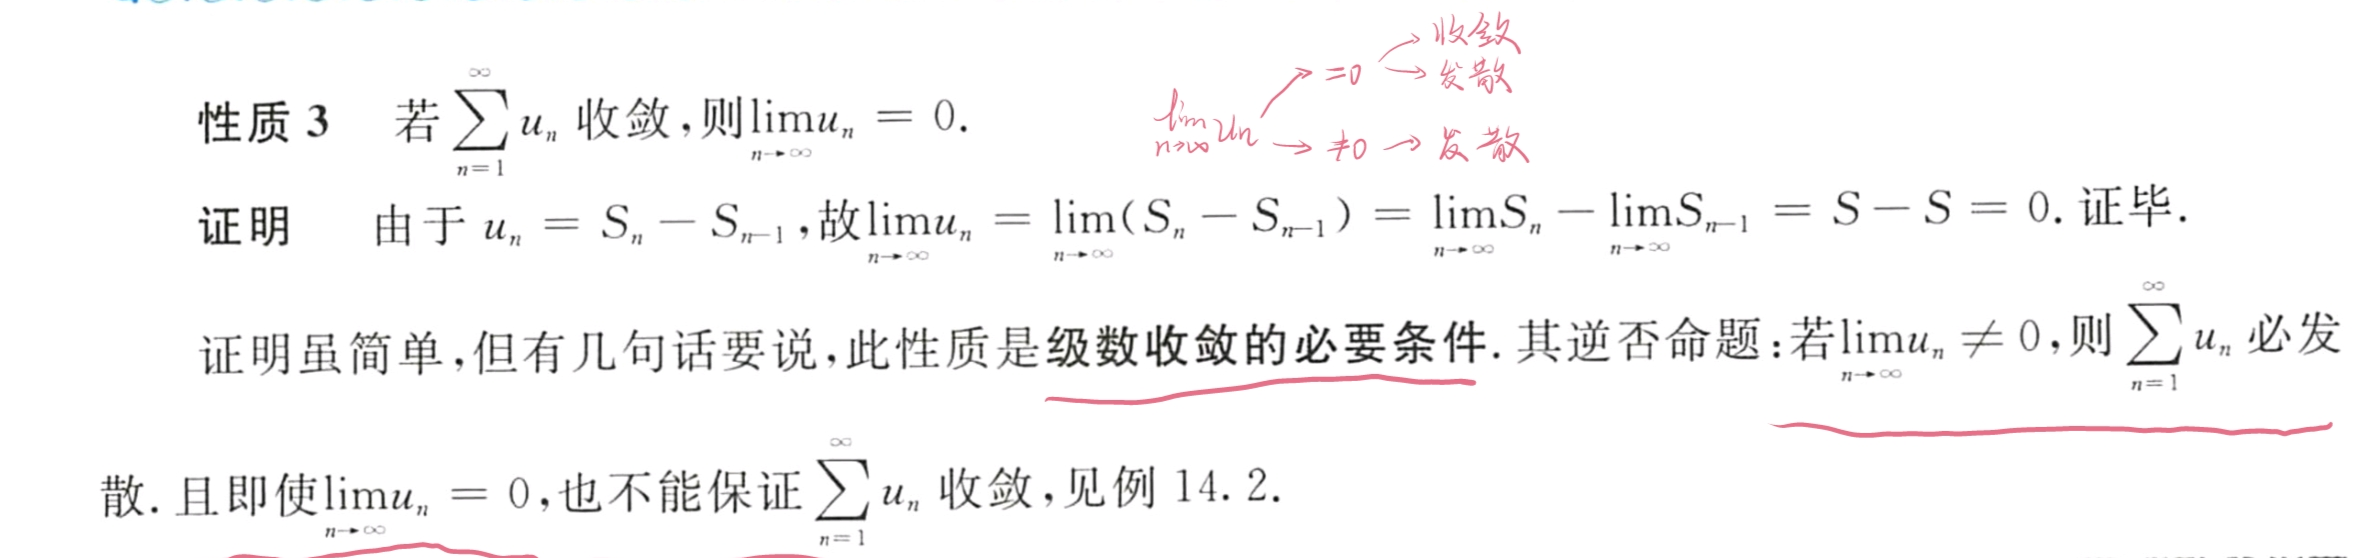 收敛
=0 发散
性质 3 若 $\sum_{n=1}^{\infty} u_n$ 收敛,则 $\lim_{n \to \infty} u_n = 0$.
$\lim_{n \to \infty} u_n$ → ≠0 → 发散
证明 由于 $u_n = S_n - S_{n-1}$,故 $\lim_{n \to \infty} u_n = \lim_{n \to \infty} (S_n - S_{n-1}) = \lim_{n \to \infty} S_n - \lim_{n \to \infty} S_{n-1} = S - S = 0$. 证毕.
证明虽简单,但有几句话要说,此性质是级数收敛的必要条件. 其逆否命题:若 $\lim_{n \to \infty} u_n \neq 0$,则 $\sum_{n=1}^{\infty} u_n$ 必发
散. 且即使 $\lim_{n \to \infty} u_n = 0$,也不能保证 $\sum_{n=1}^{\infty} u_n$ 收敛,见例 14.2.